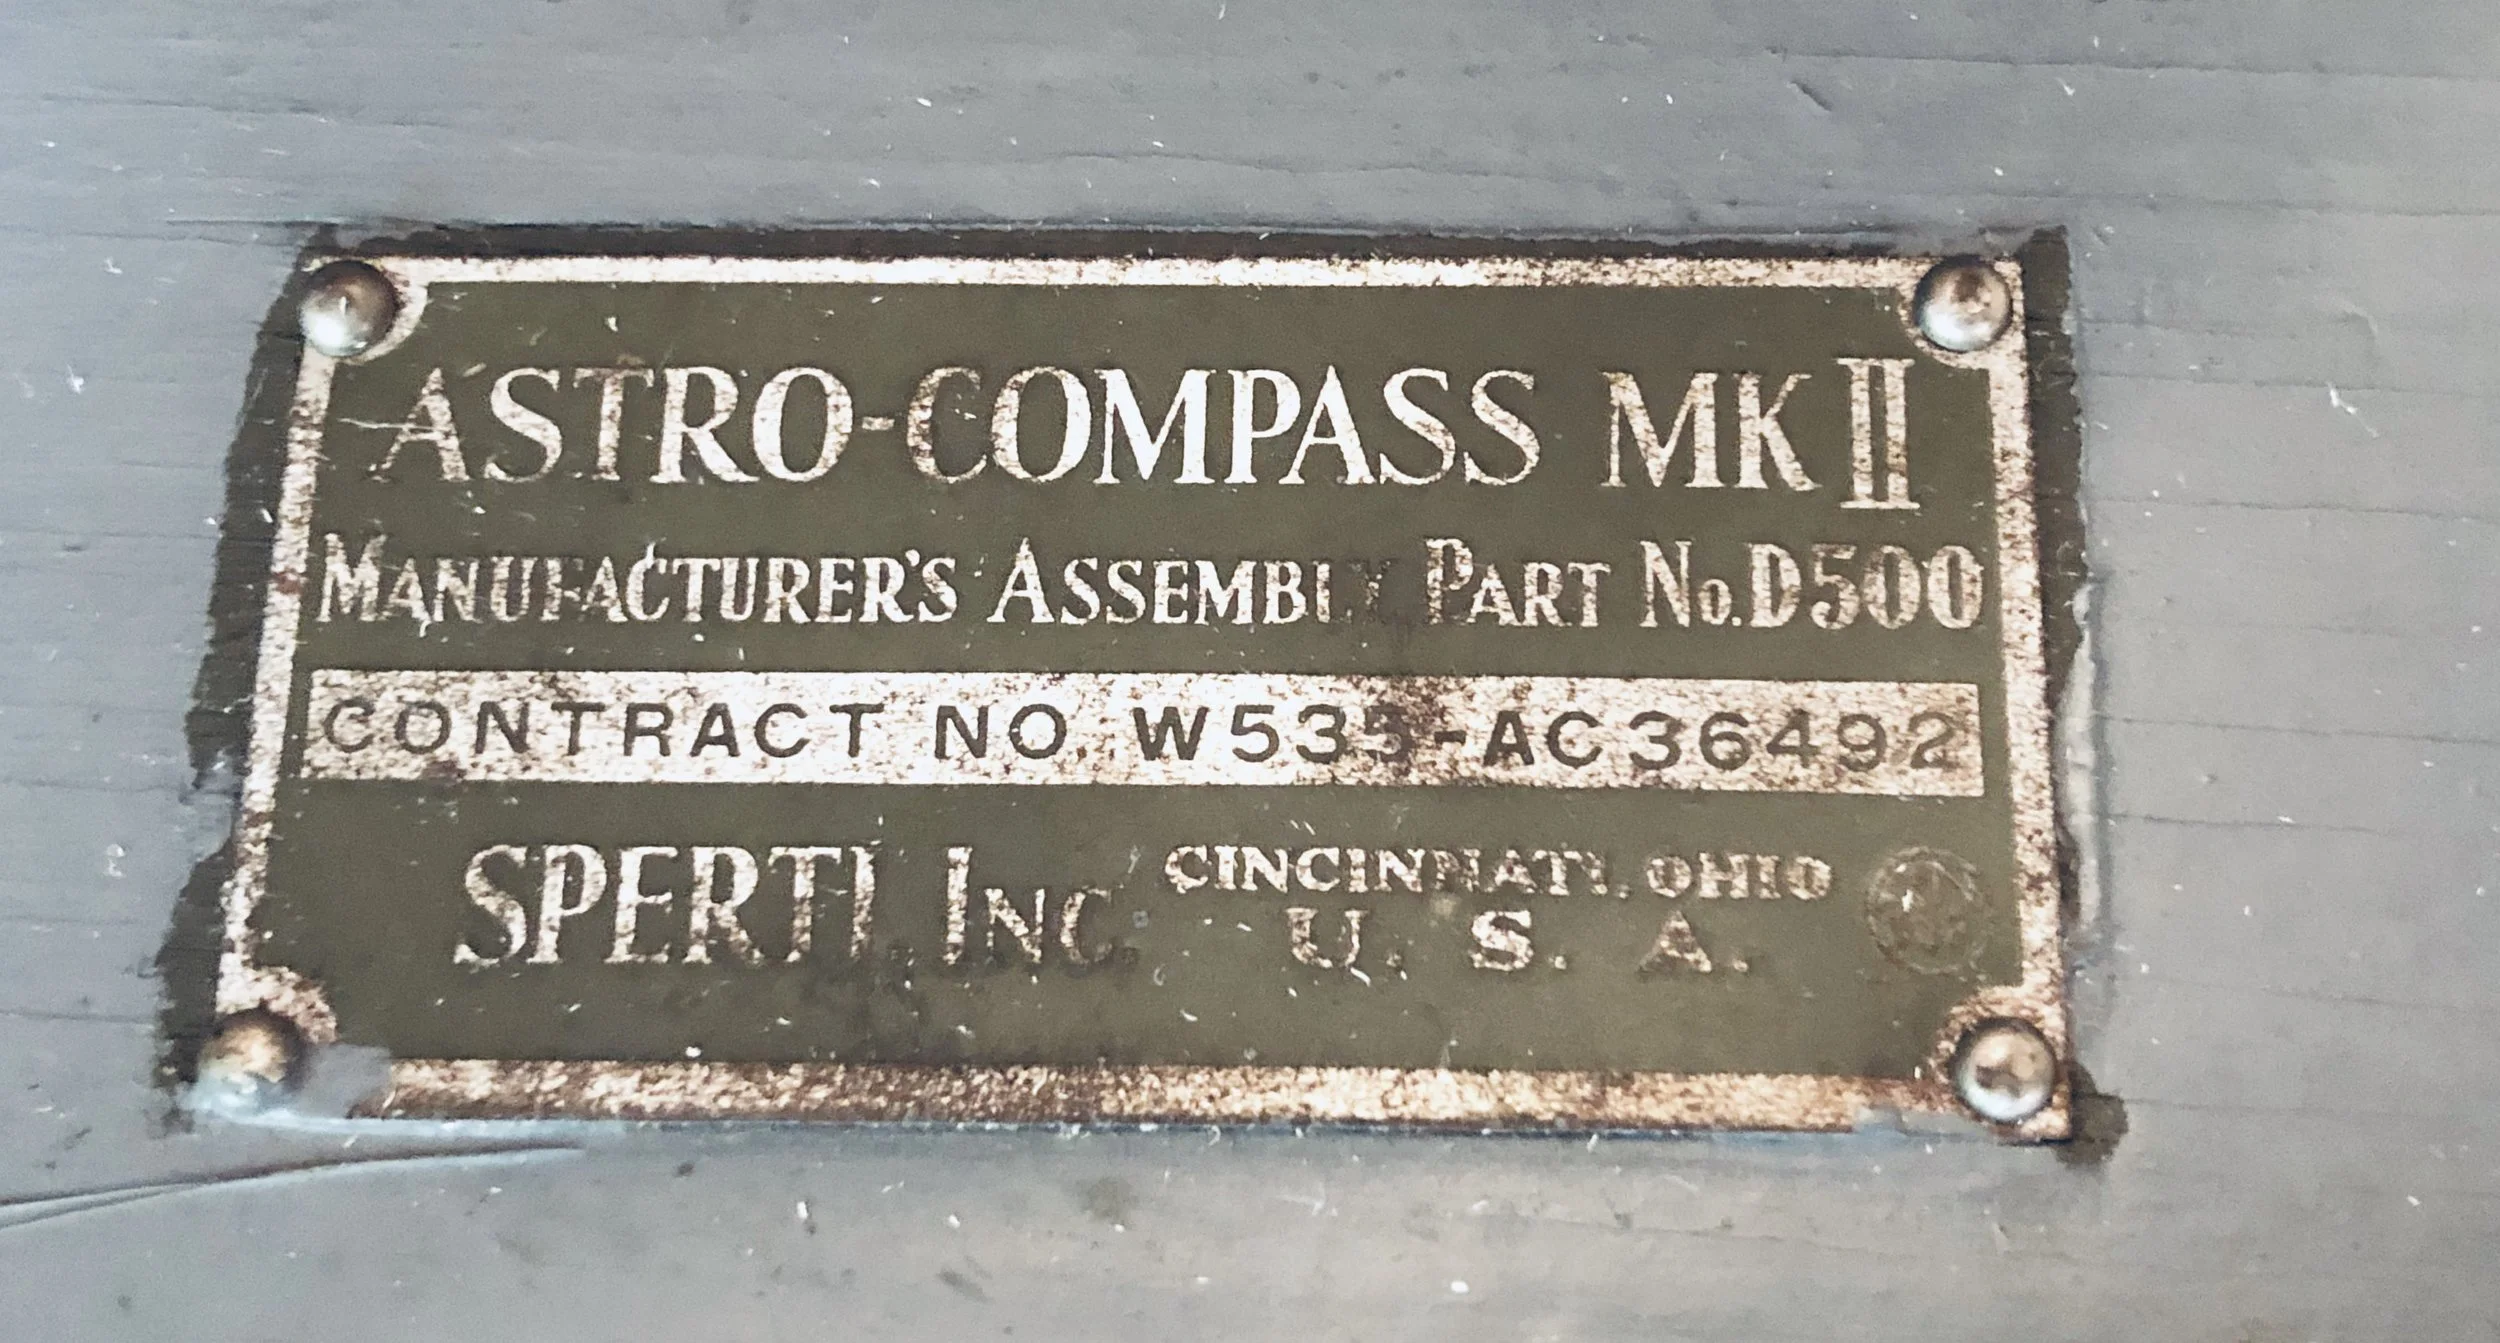 ASTRO-COMPASS MK II
MANUFACTURER'S ASSEMBLY PART No. D500
CONTRACT NO. W535-AC36492
SPERTI, INC. CINCINNATI, OHIO
U. S. A.